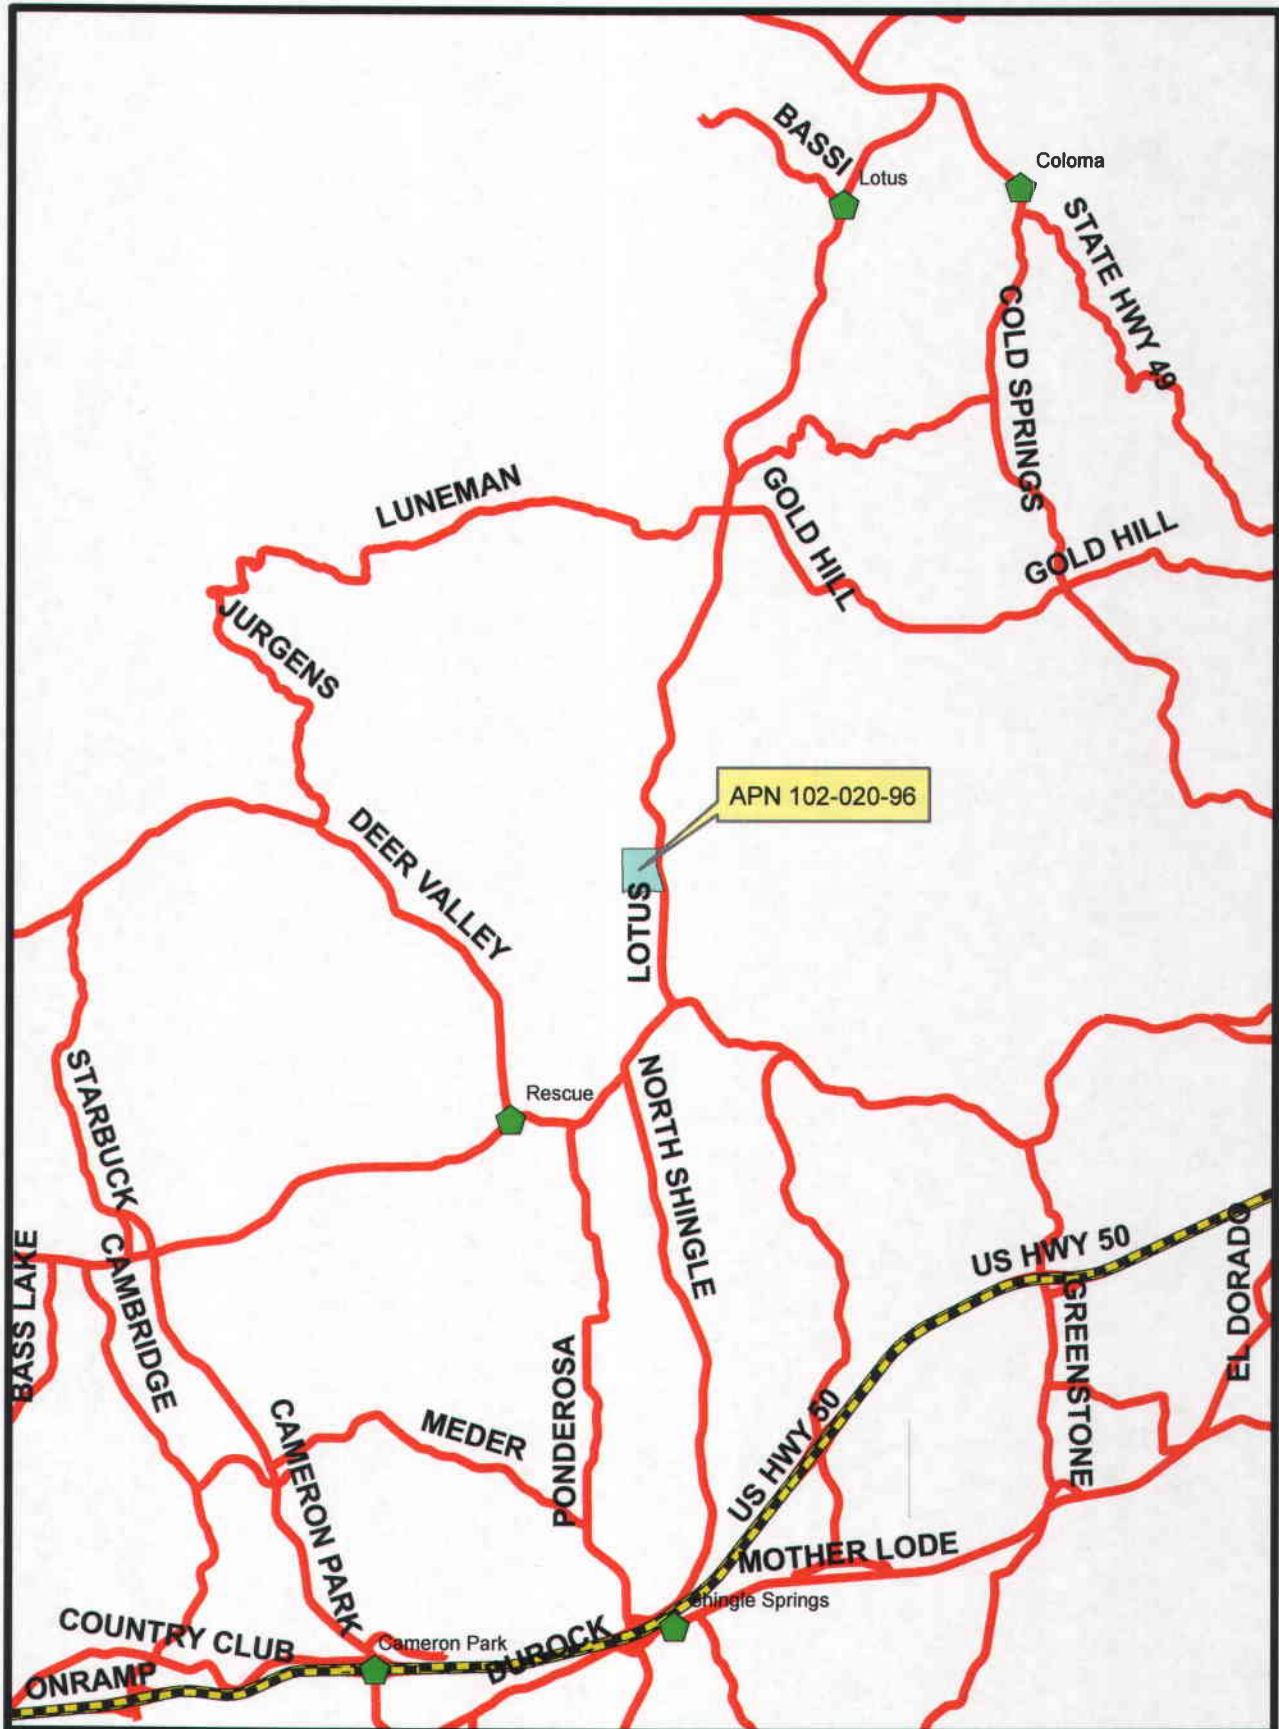 BASSI
Lotus
Coloma
STATE HWY 49
COLD SPRINGS
LUNEMAN
GOLD HILL
GOLD HILL
JURGENS
APN 102-020-96
DEER VALLEY
LOTUS
STARBUCK
Rescue
NORTH SHINGLE
US HWY 50
EL DORADO
BASS LAKE
CAMBRIDGE
GREENSTONE
PONDEROSA
MEDER
CAMERON PARK
US HWY 50
MOTHER LODE
Shingle Springs
COUNTRY CLUB
Cameron Park
DUROCK
ONRAMP